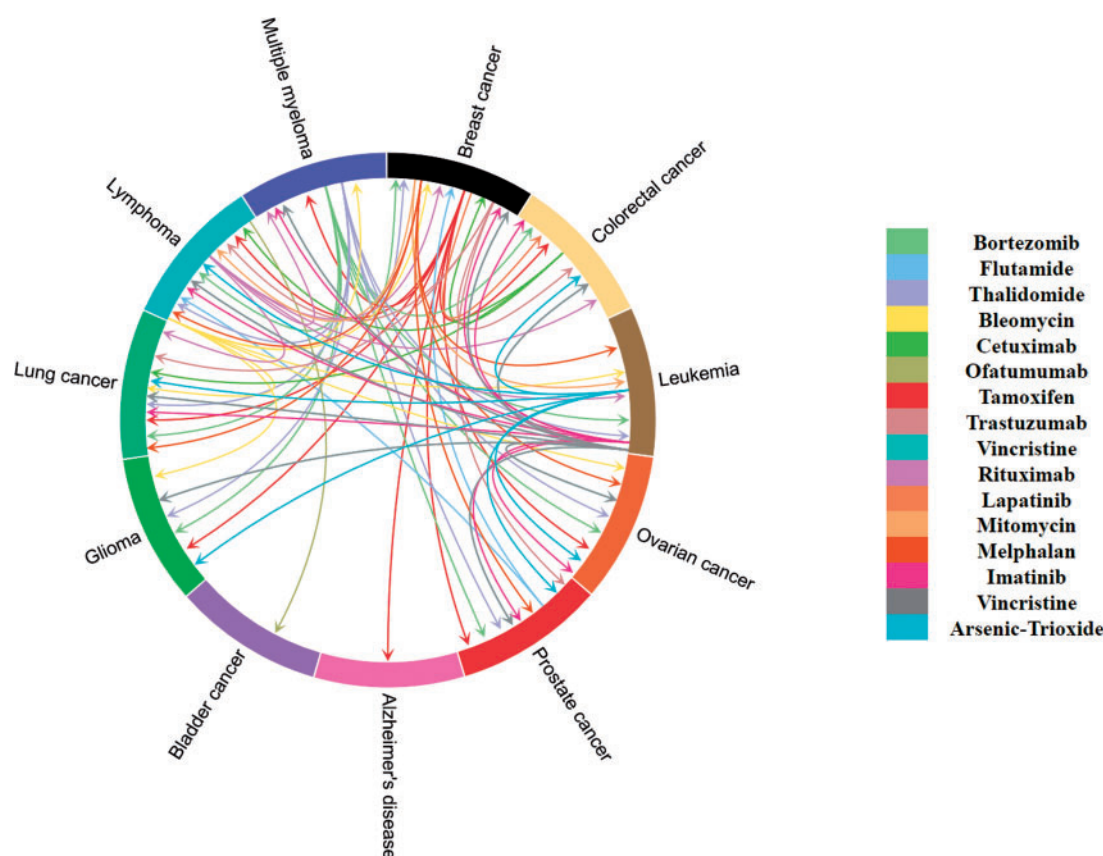 Multiple myeloma
Breast cancer
Lymphoma
Colorectal cancer
Lung cancer
Leukemia
Glioma
Ovarian cancer
Bladder cancer
Alzheimer's disease
Prostate cancer
Bortezomib
Flutamide
Thalidomide
Bleomycin
Cetuximab
Ofatumumab
Tamoxifen
Trastuzumab
Vincristine
Rituximab
Lapatinib
Mitomycin
Melphalan
Imatinib
Vincristine
Arsenic-Trioxide